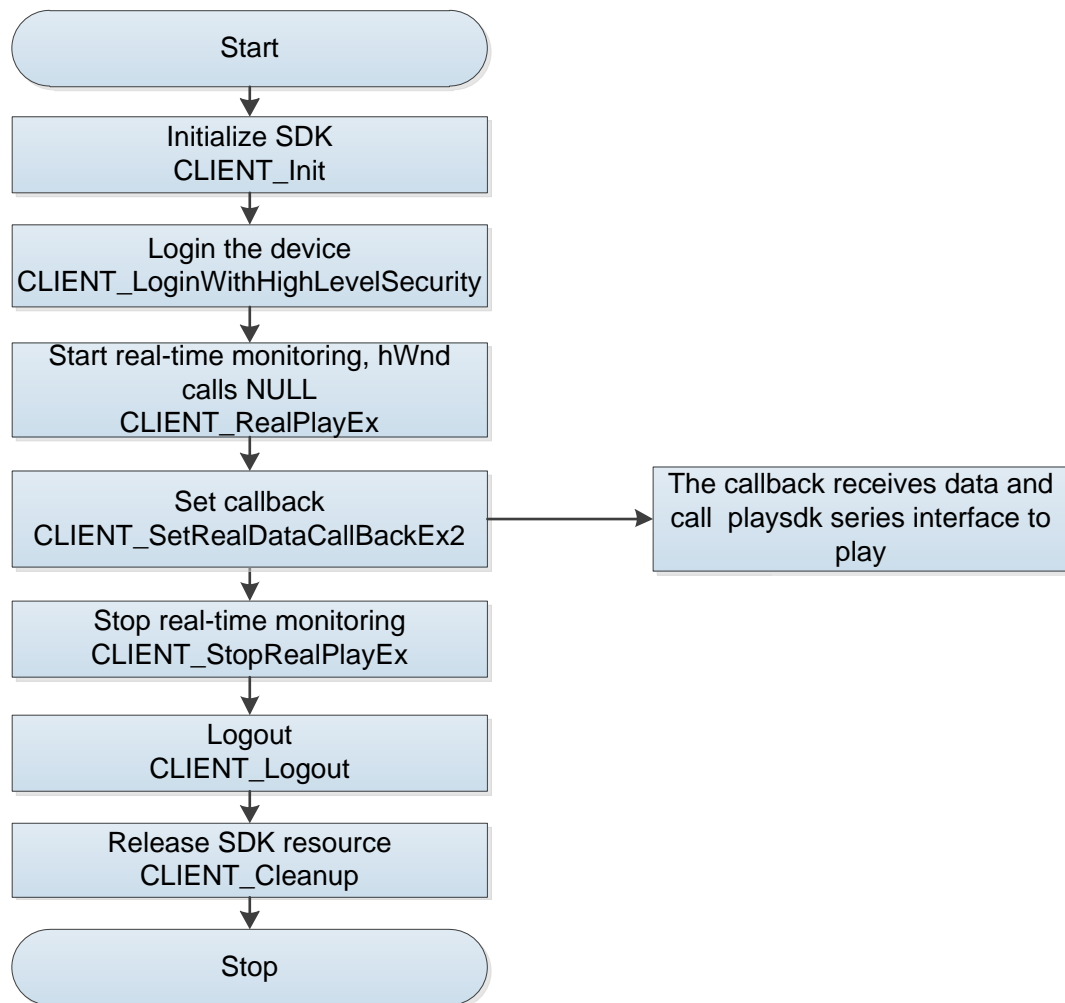 Start
Initialize SDK
CLIENT_Init
Login the device
CLIENT_LoginWithHighLevelSecurity
Start real-time monitoring, hWnd
calls NULL
CLIENT_RealPlayEx
Set callback
CLIENT_SetRealDataCallBackEx2
The callback receives data and
call  playsdk series interface to
play
Stop real-time monitoring
CLIENT_StopRealPlayEx
Logout
CLIENT_Logout
Release SDK resource
CLIENT_Cleanup
Stop